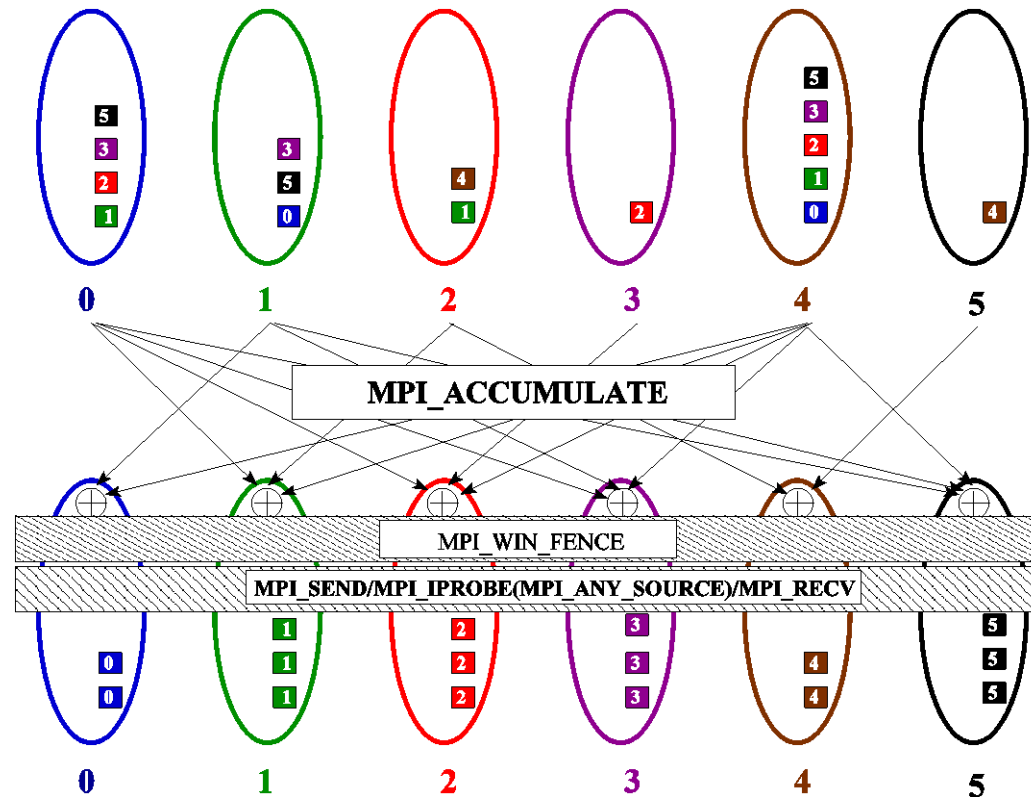 5 5
3 3 3
2 5 4 2
1 0 1 2 1 0 4
0 1 2 3 4 5
MPI_ACCUMULATE
MPI_WIN_FENCE
MPI_SEND/MPI_IPROBE(MPI_ANY_SOURCE)/MPI_RECV
1 2 3 5
0 1 2 3 4 5
0 1 2 3 4 5
0 1 2 3 4 5